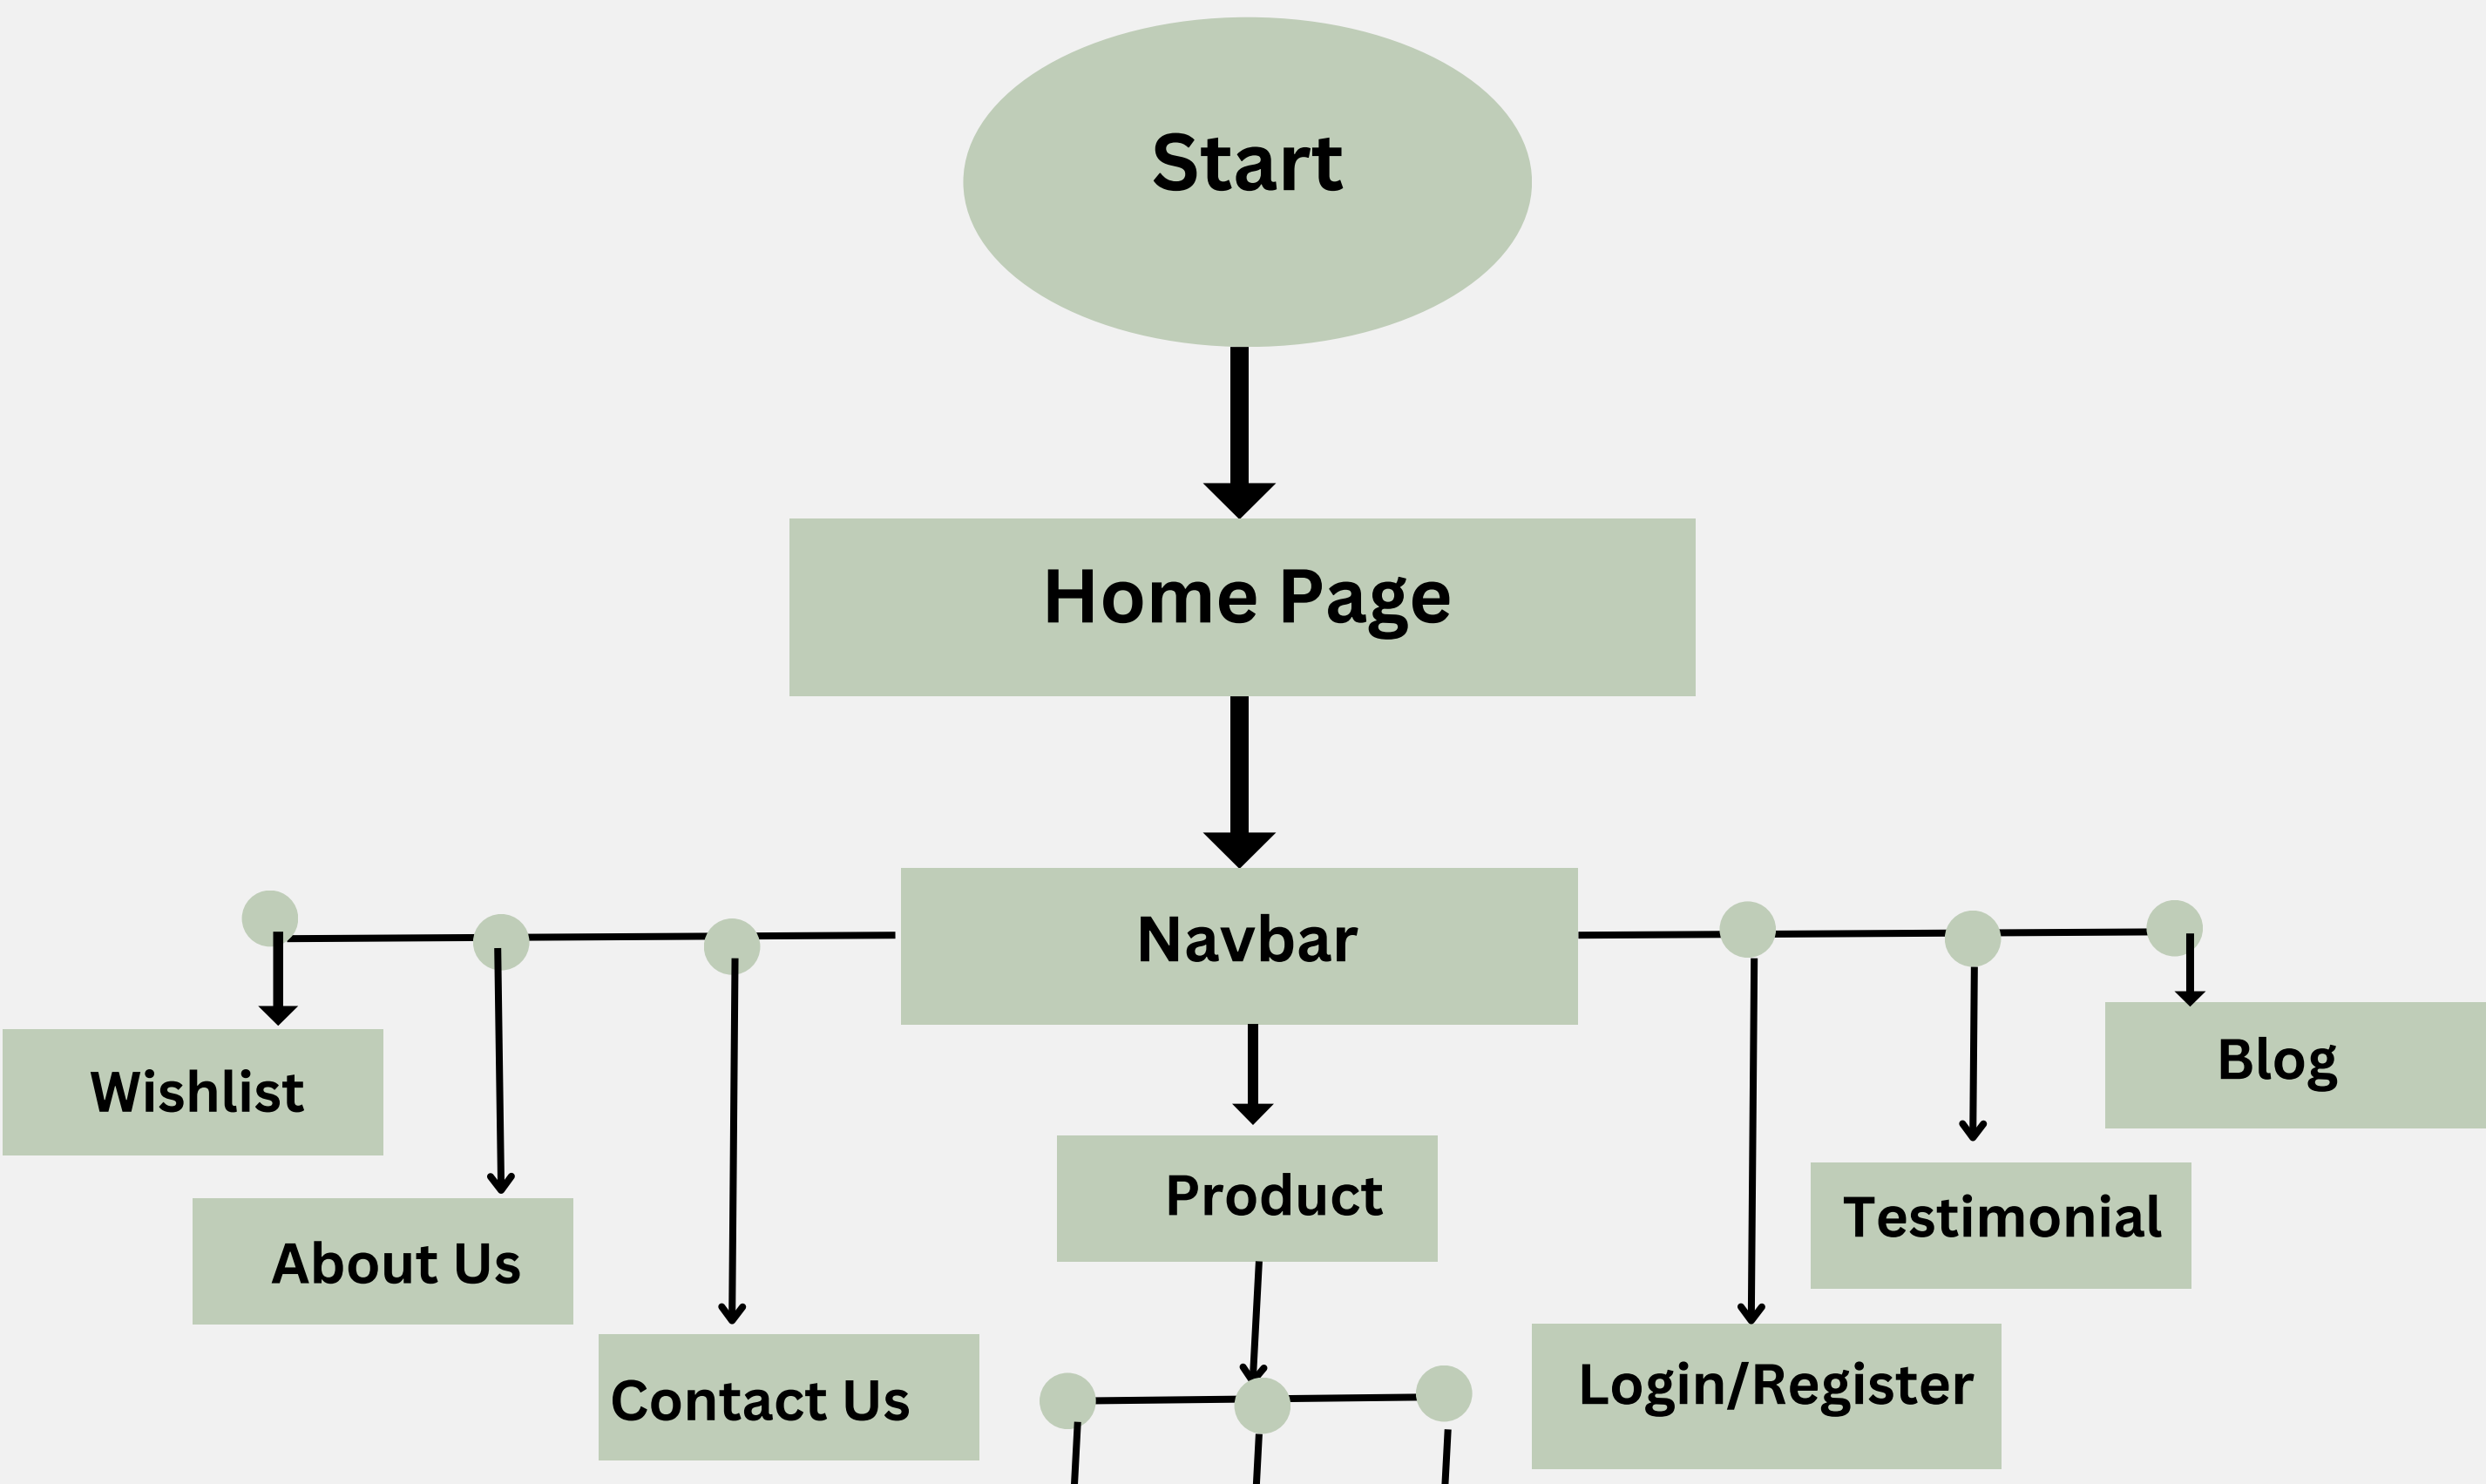 Start
Home Page
Navbar
Wishlist
Blog
Product
Testimonial
About Us
Contact Us
Login/Register